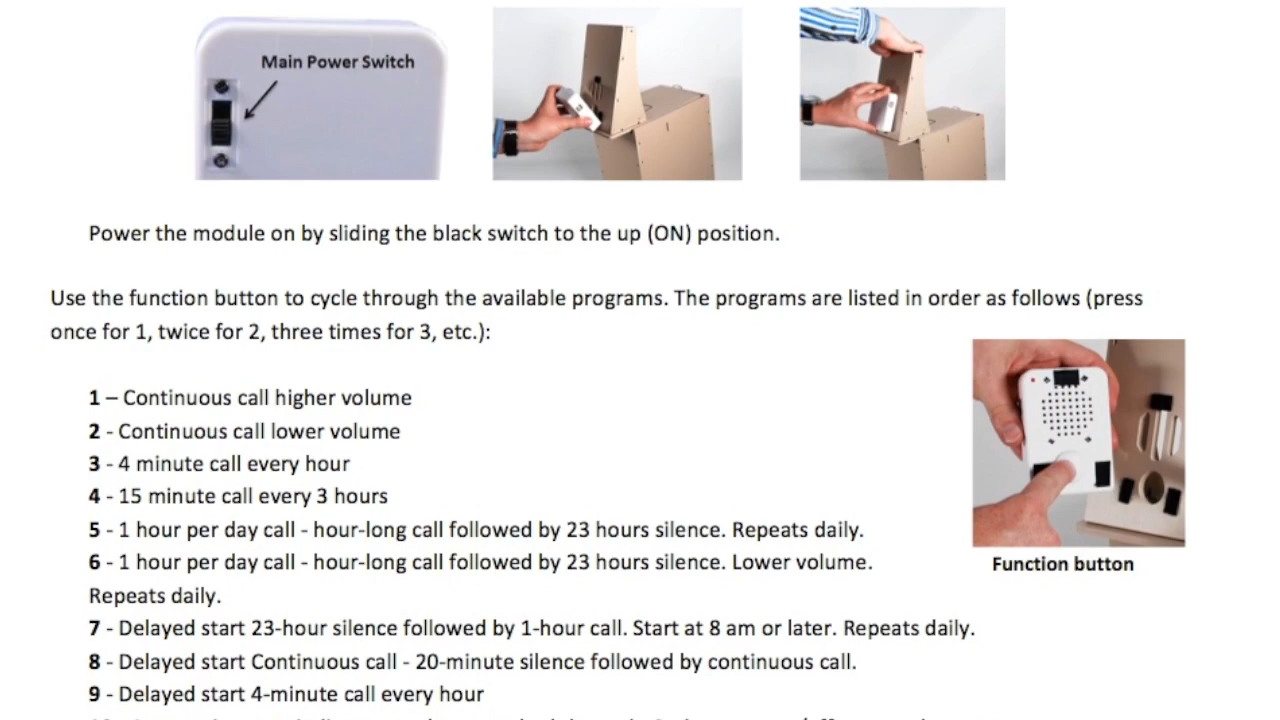 Main Power Switch
Power the module on by sliding the black switch to the up (ON) position.
Use the function button to cycle through the available programs. The programs are listed in order as follows (press
once for 1, twice for 2, three times for 3, etc.):
1 – Continuous call higher volume
2 - Continuous call lower volume
3 - 4 minute call every hour
4 - 15 minute call every 3 hours
5 - 1 hour per day call - hour-long call followed by 23 hours silence. Repeats daily.
6 - 1 hour per day call - hour-long call followed by 23 hours silence. Lower volume.
Repeats daily.
Function button
7 - Delayed start 23-hour silence followed by 1-hour call. Start at 8 am or later. Repeats daily.
8 - Delayed start Continuous call - 20-minute silence followed by continuous call.
9 - Delayed start 4-minute call every hour